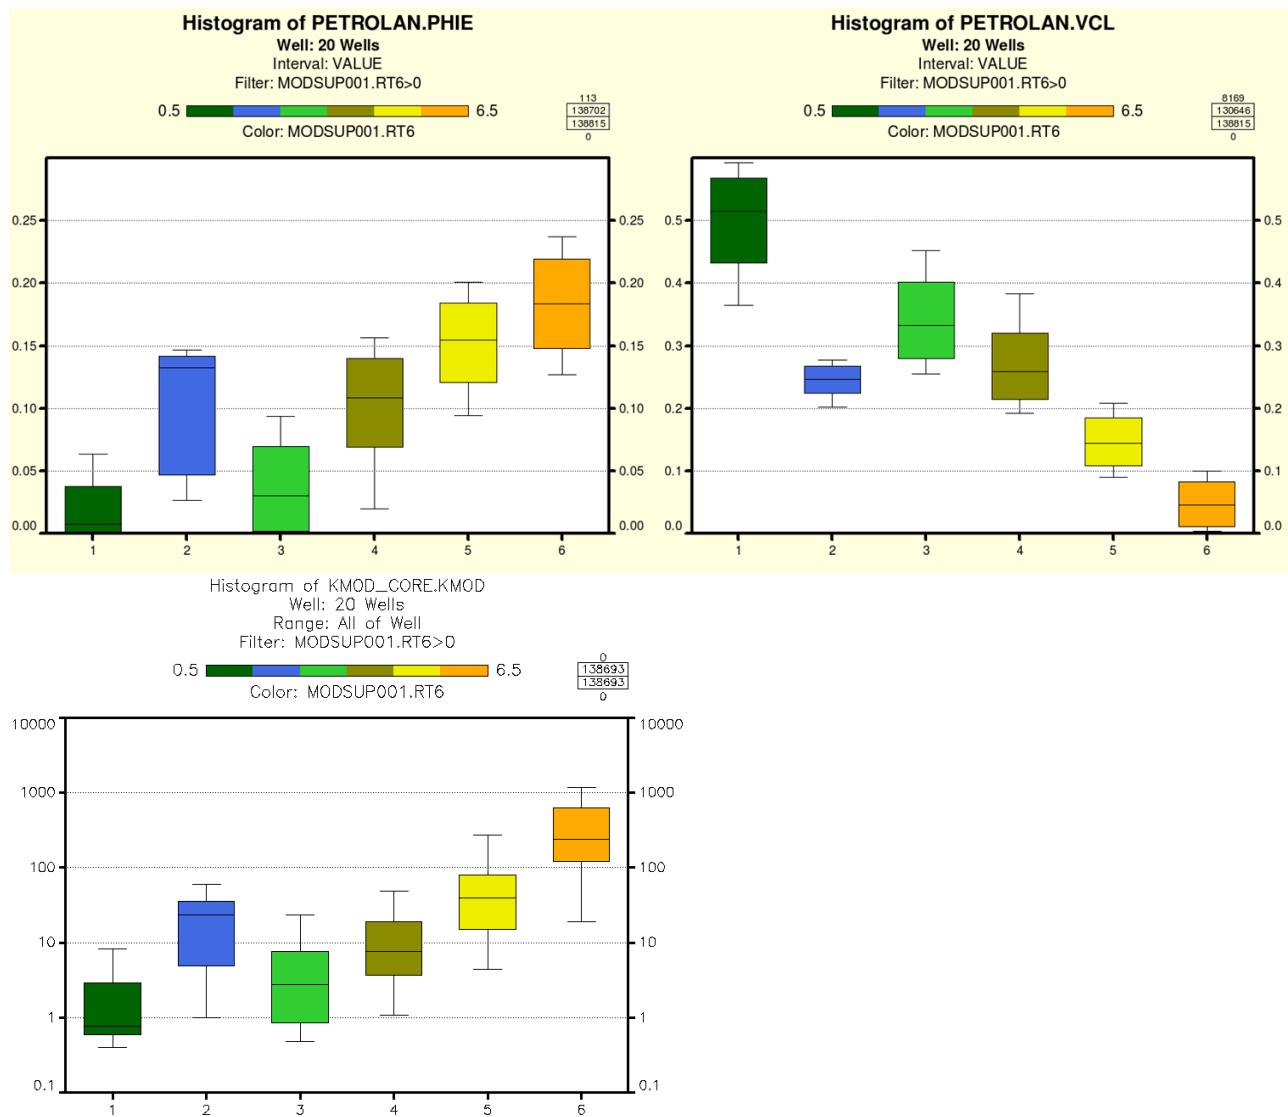 Histogram of PETROLAN.PHIE
Well: 20 Wells
Interval: VALUE
Filter: MODSUP001.RT6>0
0.5 6.5
Color: MODSUP001.RT6
113
138702
138815
0
0.25 0.25
0.20 0.20
0.15 0.15
0.10 0.10
0.05 0.05
0.00 0.00
1 2 3 4 5 6
Histogram of PETROLAN.VCL
Well: 20 Wells
Interval: VALUE
Filter: MODSUP001.RT6>0
0.5 6.5
Color: MODSUP001.RT6
8169
130646
138815
0
0.5 0.5
0.4 0.4
0.3 0.3
0.2 0.2
0.1 0.1
0.0 0.0
1 2 3 4 5 6
Histogram of KMOD_CORE.KMOD
Well: 20 Wells
Range: All of Well
Filter: MODSUP001.RT6>0
0.5 6.5
Color: MODSUP001.RT6
0
138693
138693
0
10000 10000
1000 1000
100 100
10 10
1 1
0.1 0.1
1 2 3 4 5 6